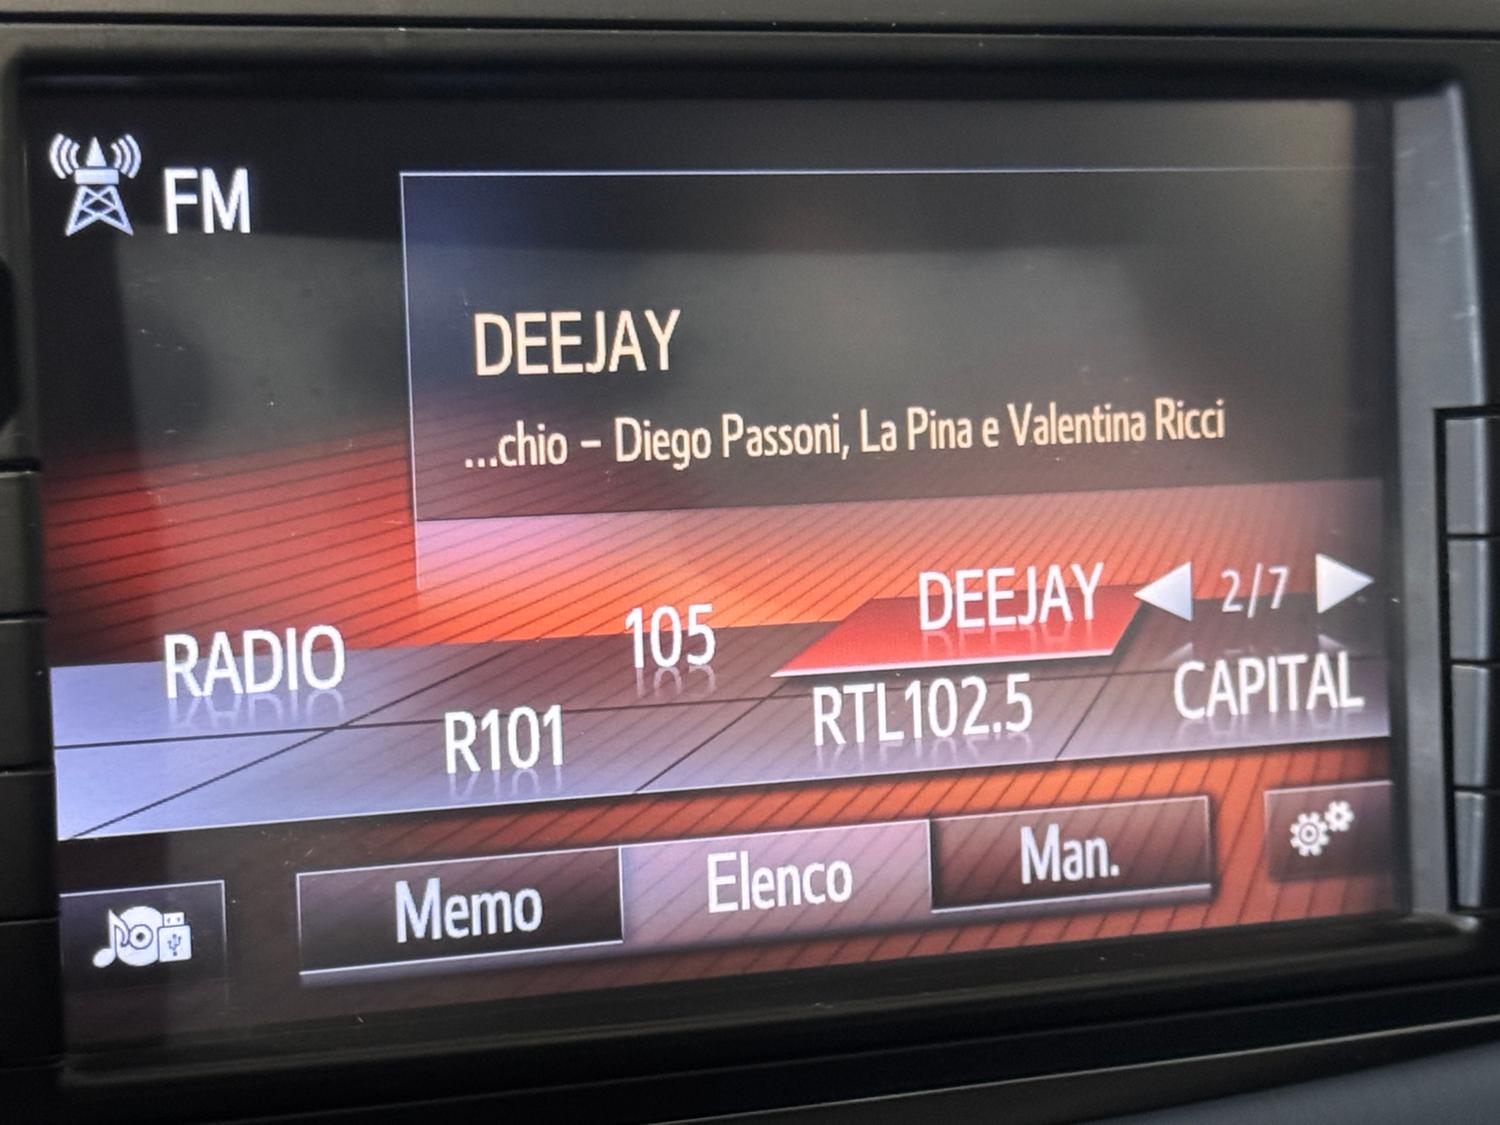 FM
DEEJAY
...chio – Diego Passoni, La Pina e Valentina Ricci
RADIO 105 DEEJAY 2/7
R101 RTL102.5 CAPITAL
Memo Elenco Man.